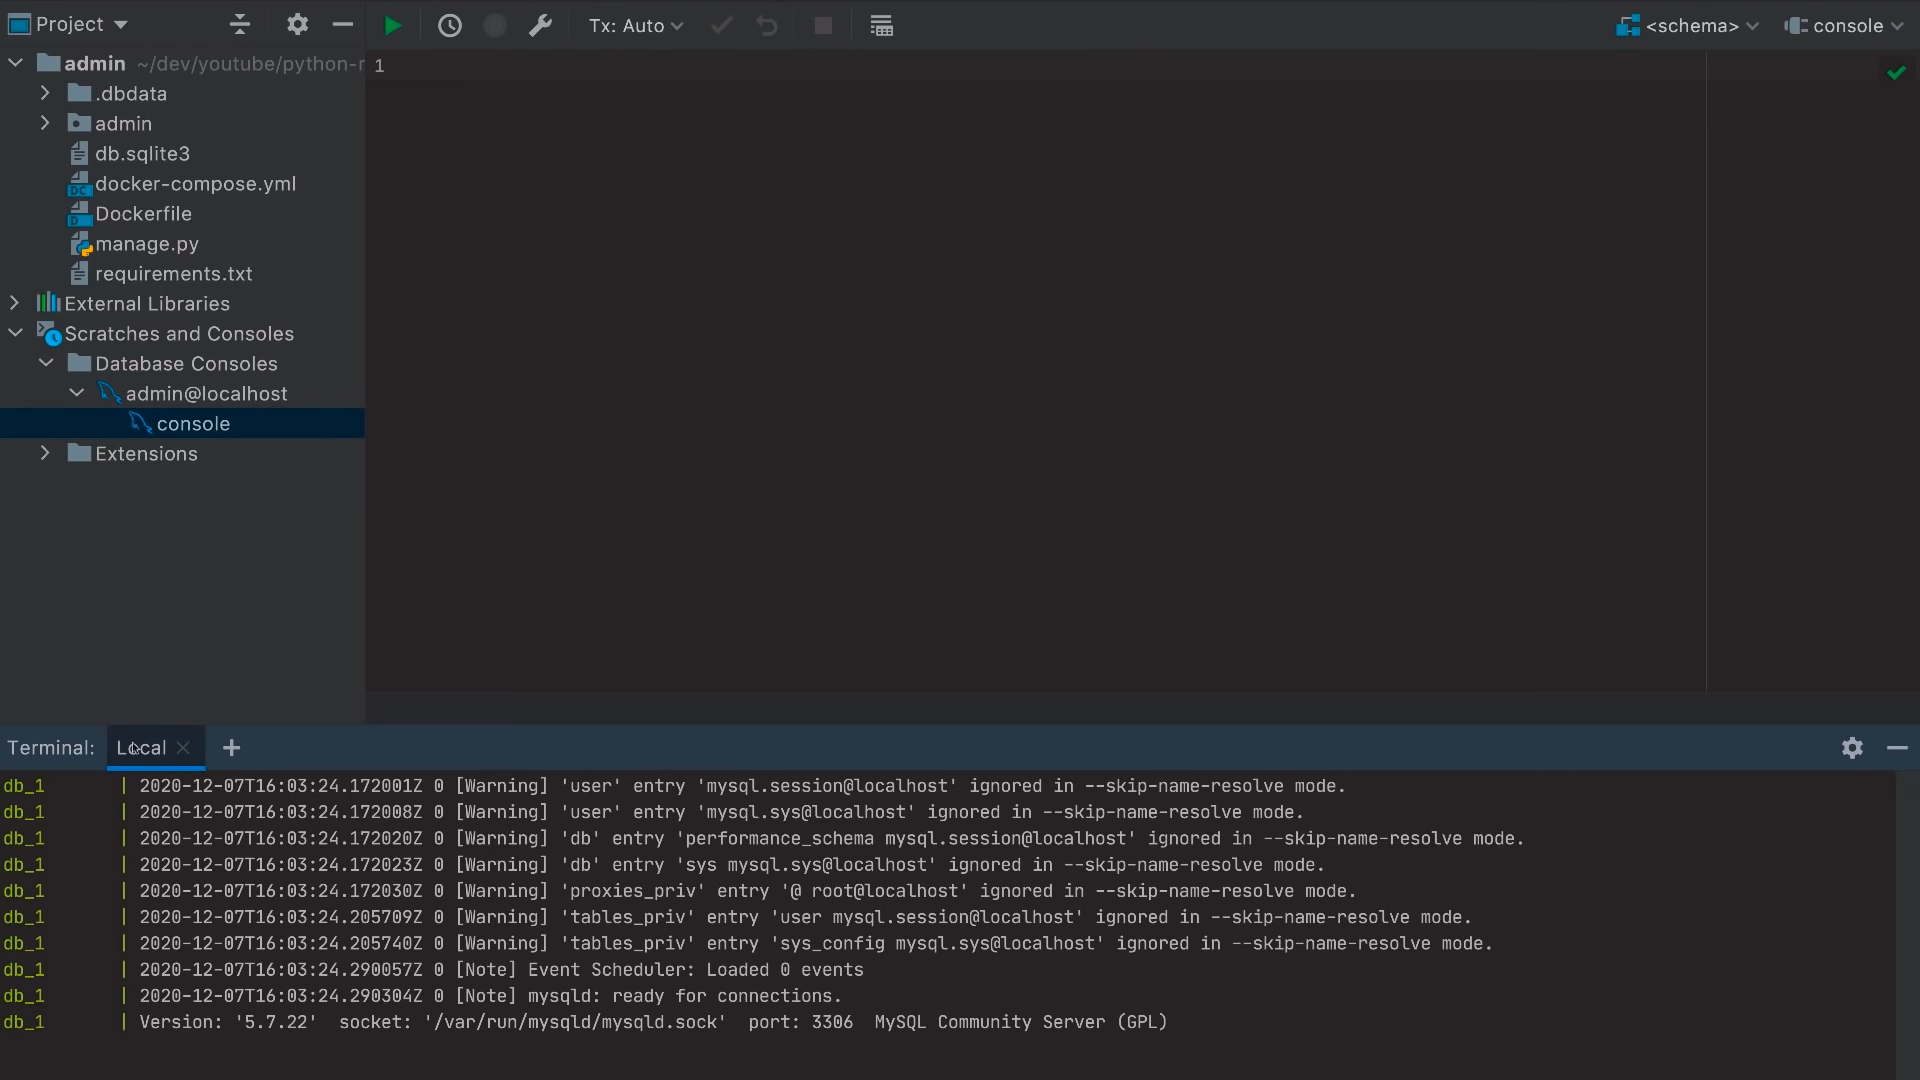 Project
Tx: Auto
<schema>
console
admin ~/dev/youtube/python-r
1
.dbdata
admin
db.sqlite3
DC docker-compose.yml
D Dockerfile
manage.py
requirements.txt
External Libraries
Scratches and Consoles
Database Consoles
admin@localhost
console
Extensions
Terminal: Local
db_1 | 2020-12-07T16:03:24.172001Z 0 [Warning] 'user' entry 'mysql.session@localhost' ignored in --skip-name-resolve mode.
db_1 | 2020-12-07T16:03:24.172008Z 0 [Warning] 'user' entry 'mysql.sys@localhost' ignored in --skip-name-resolve mode.
db_1 | 2020-12-07T16:03:24.172020Z 0 [Warning] 'db' entry 'performance_schema mysql.session@localhost' ignored in --skip-name-resolve mode.
db_1 | 2020-12-07T16:03:24.172023Z 0 [Warning] 'db' entry 'sys mysql.sys@localhost' ignored in --skip-name-resolve mode.
db_1 | 2020-12-07T16:03:24.172030Z 0 [Warning] 'proxies_priv' entry '@ root@localhost' ignored in --skip-name-resolve mode.
db_1 | 2020-12-07T16:03:24.205709Z 0 [Warning] 'tables_priv' entry 'user mysql.session@localhost' ignored in --skip-name-resolve mode.
db_1 | 2020-12-07T16:03:24.205740Z 0 [Warning] 'tables_priv' entry 'sys_config mysql.sys@localhost' ignored in --skip-name-resolve mode.
db_1 | 2020-12-07T16:03:24.290057Z 0 [Note] Event Scheduler: Loaded 0 events
db_1 | 2020-12-07T16:03:24.290304Z 0 [Note] mysqld: ready for connections.
db_1 | Version: '5.7.22'  socket: '/var/run/mysqld/mysqld.sock'  port: 3306  MySQL Community Server (GPL)